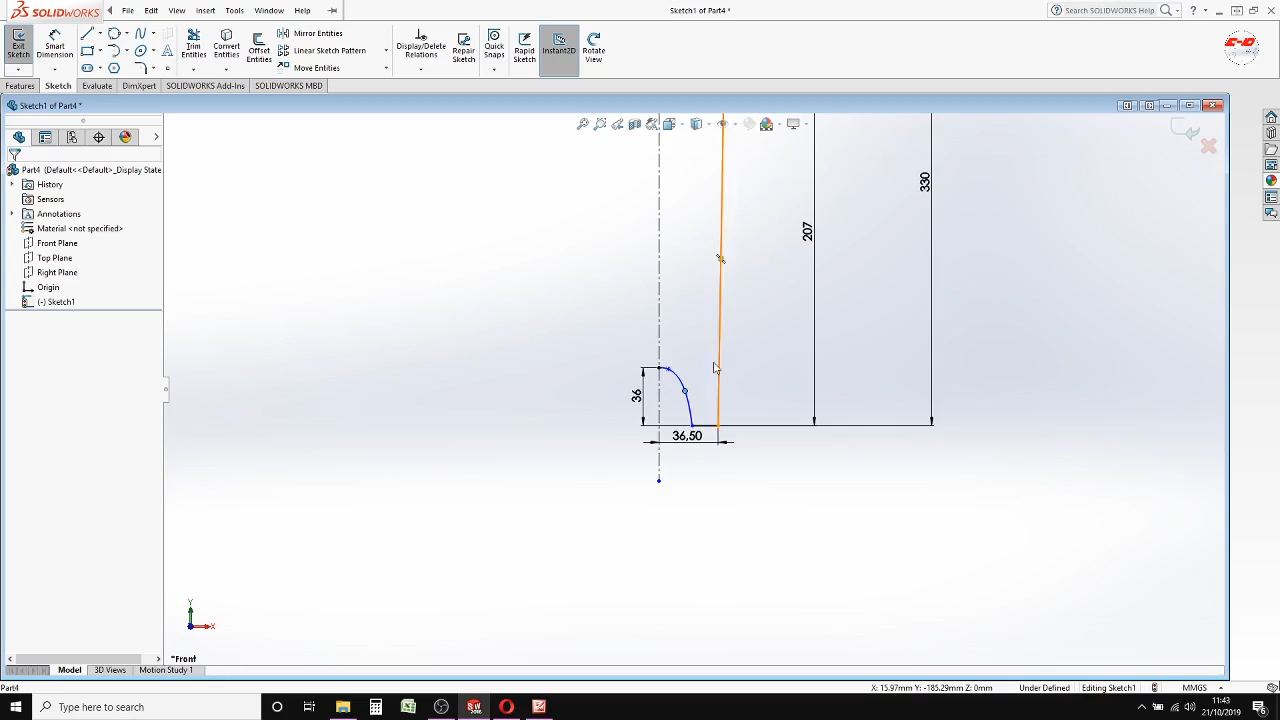 SOLIDWORKS
File
Edit
View
Insert
Tools
Window
Help
Sketch1 of Part4 *
Search SOLIDWORKS Help
Exit Sketch
Smart Dimension
Trim Entities
Convert Entities
Offset Entities
Mirror Entities
Linear Sketch Pattern
Move Entities
Display/Delete Relations
Repair Sketch
Quick Snaps
Rapid Sketch
Instant2D
Rotate View
Features
Sketch
Evaluate
DimXpert
SOLIDWORKS Add-Ins
SOLIDWORKS MBD
Sketch1 of Part4 *
Part4 (Default<<Default>_Display State
History
Sensors
Annotations
Material <not specified>
Front Plane
Top Plane
Right Plane
Origin
(-) Sketch1
330
207
36
36,50
Y
X
*Front
Model
3D Views
Motion Study 1
Part4
X: 15.97mm Y: -185.29mm Z: 0mm
Under Defined
Editing Sketch1
MMGS
Type here to search
11:43
21/10/2019